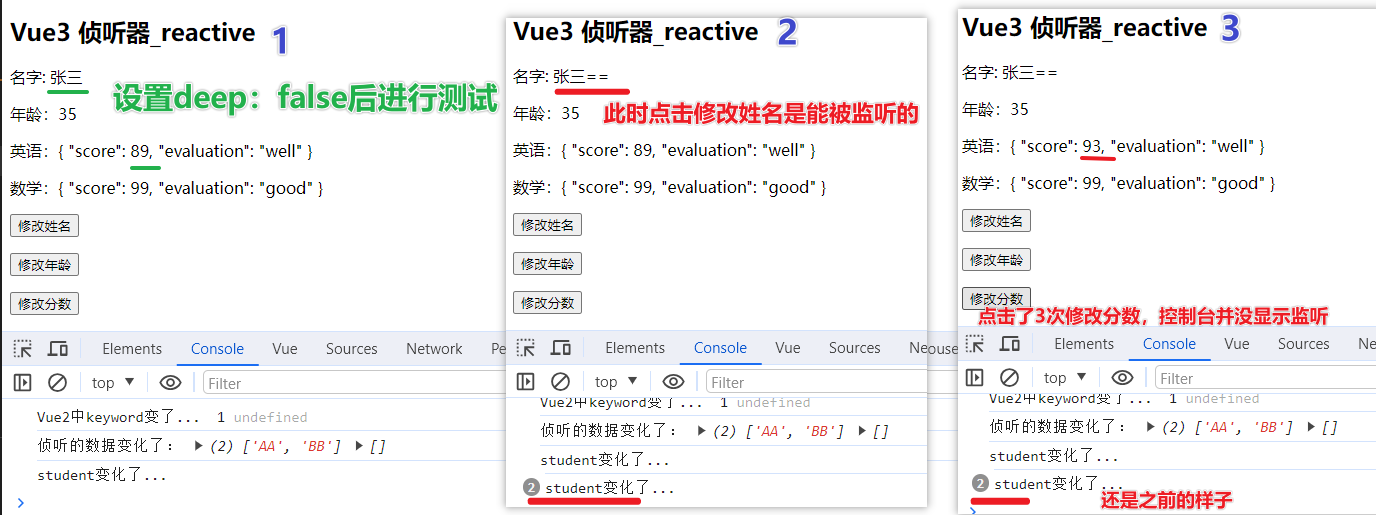 Vue3 侦听器_reactive 1
名字: 张三
设置deep：false后进行测试
年龄：35
英语：{ "score": 89, "evaluation": "well" }
数学：{ "score": 99, "evaluation": "good" }
修改姓名
修改年龄
修改分数
Elements Console Vue Sources Network Pe
top ▼ Filter
Vue2中keyword变了... 1 undefined
侦听的数据变化了： ▶ (2) ['AA', 'BB'] ▶ []
student变化了...
>
Vue3 侦听器_reactive 2
名字: 张三==
年龄：35
此时点击修改姓名是能被监听的
英语：{ "score": 89, "evaluation": "well" }
数学：{ "score": 99, "evaluation": "good" }
修改姓名
修改年龄
修改分数
Elements Console Vue Sources Neouse
top ▼ Filter
Vue2中keyword变了... 1 undefined
侦听的数据变化了： ▶ (2) ['AA', 'BB'] ▶ []
student变化了...
2 student变化了...
Vue3 侦听器_reactive 3
名字: 张三==
年龄：35
英语：{ "score": 93, "evaluation": "well" }
数学：{ "score": 99, "evaluation": "good" }
修改姓名
修改年龄
修改分数
点击了3次修改分数，控制台并没显示监听
Elements Console Vue Sources Ne
top ▼ Filter
Vue2中keyword变了... 1 undefined
侦听的数据变化了： ▶ (2) ['AA', 'BB'] ▶ []
student变化了...
2 student变化了...
还是之前的样子
>